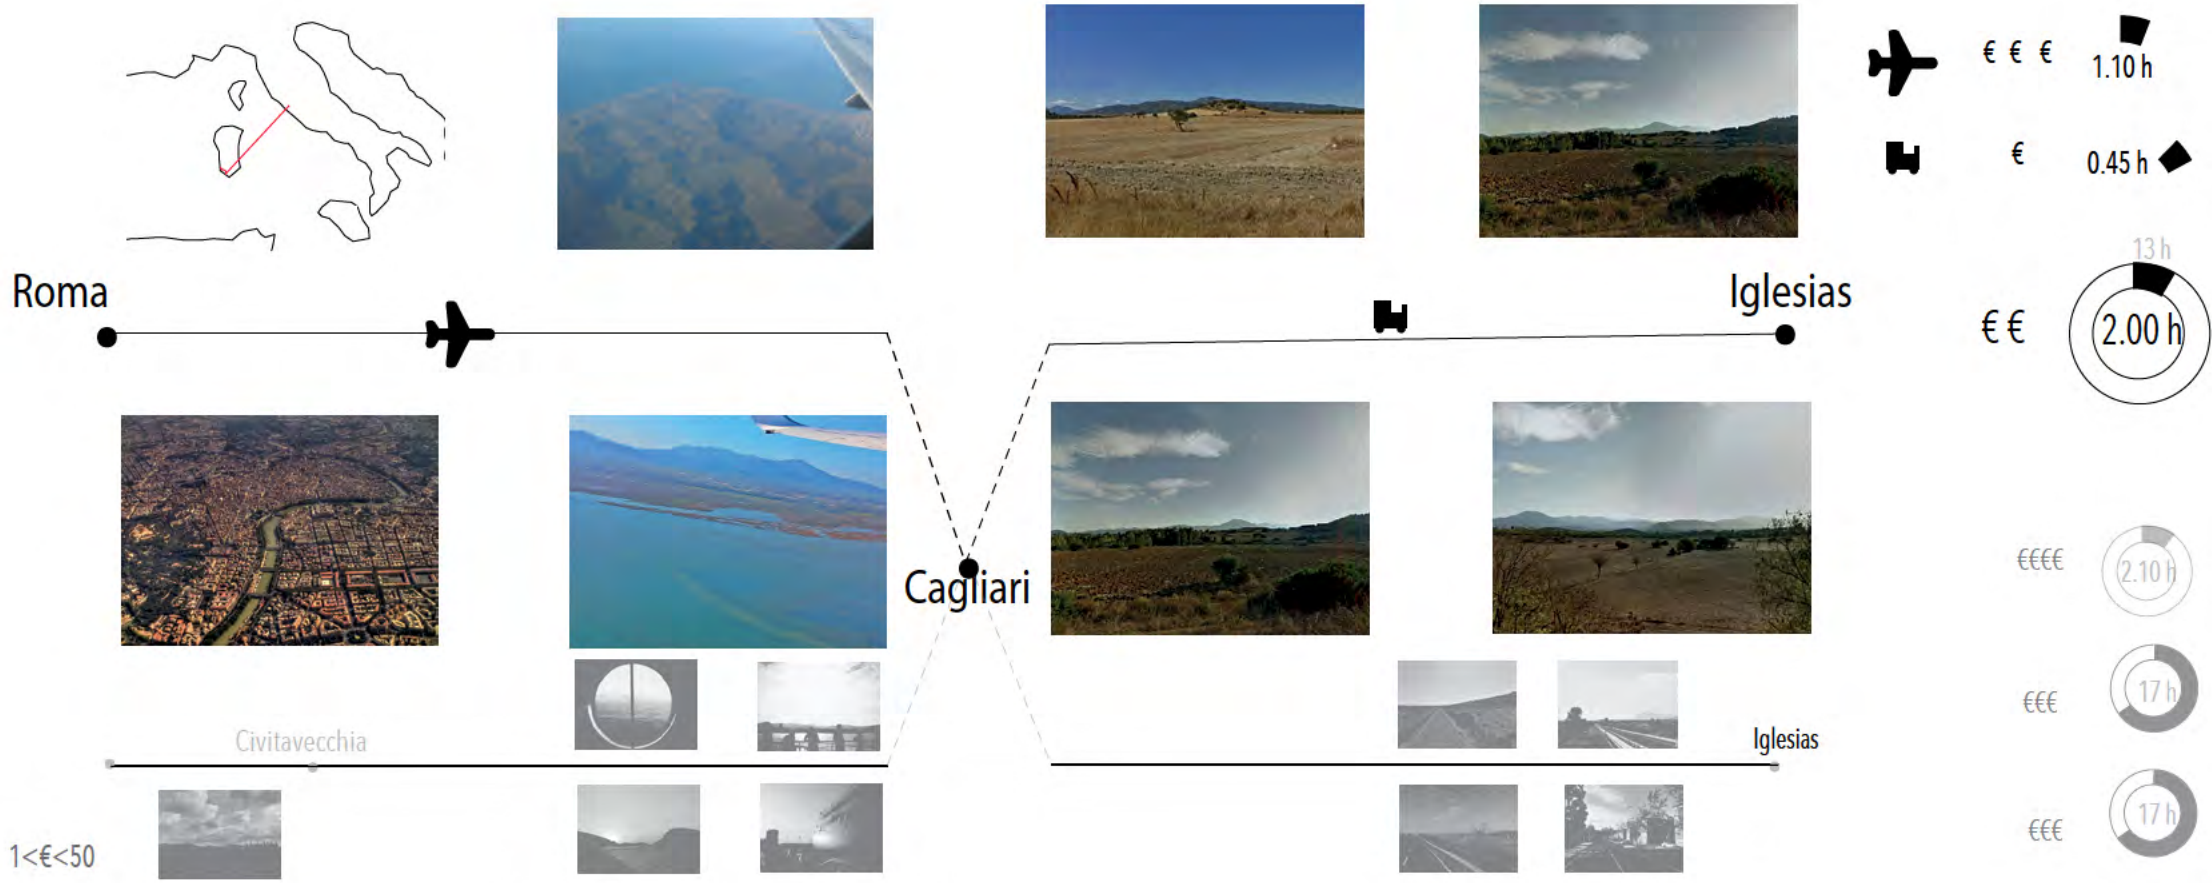 € € €
1.10 h
€
0.45 h
13 h
Roma
Iglesias
€ €
2.00 h
Cagliari
€€€€
2.10 h
€€€
17 h
Civitavecchia
Iglesias
€€€
17 h
1<€<50